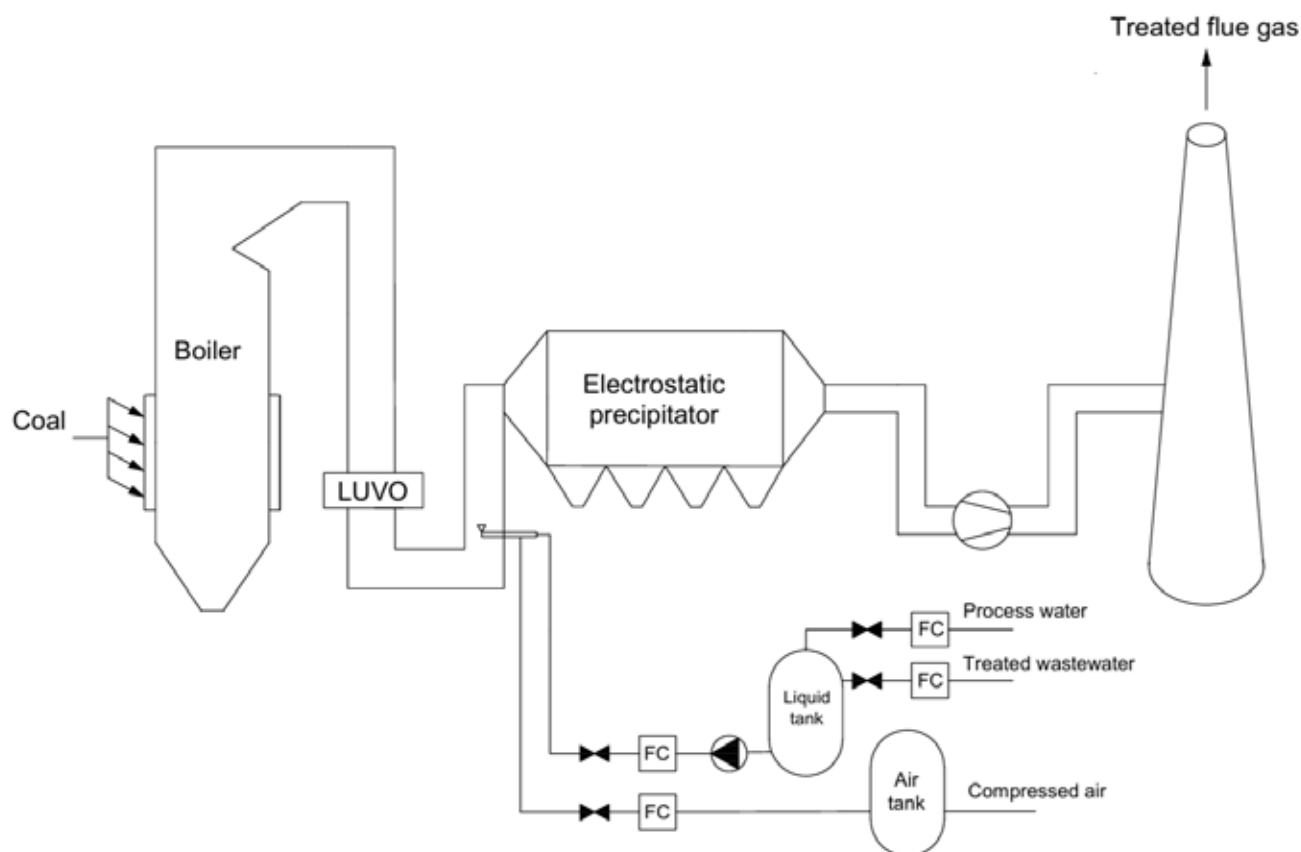 Treated flue gas
Boiler
Electrostatic
precipitator
Coal
LUVO
Process water
FC
Treated wastewater
FC
Liquid
tank
FC
Air
tank
Compressed air
FC